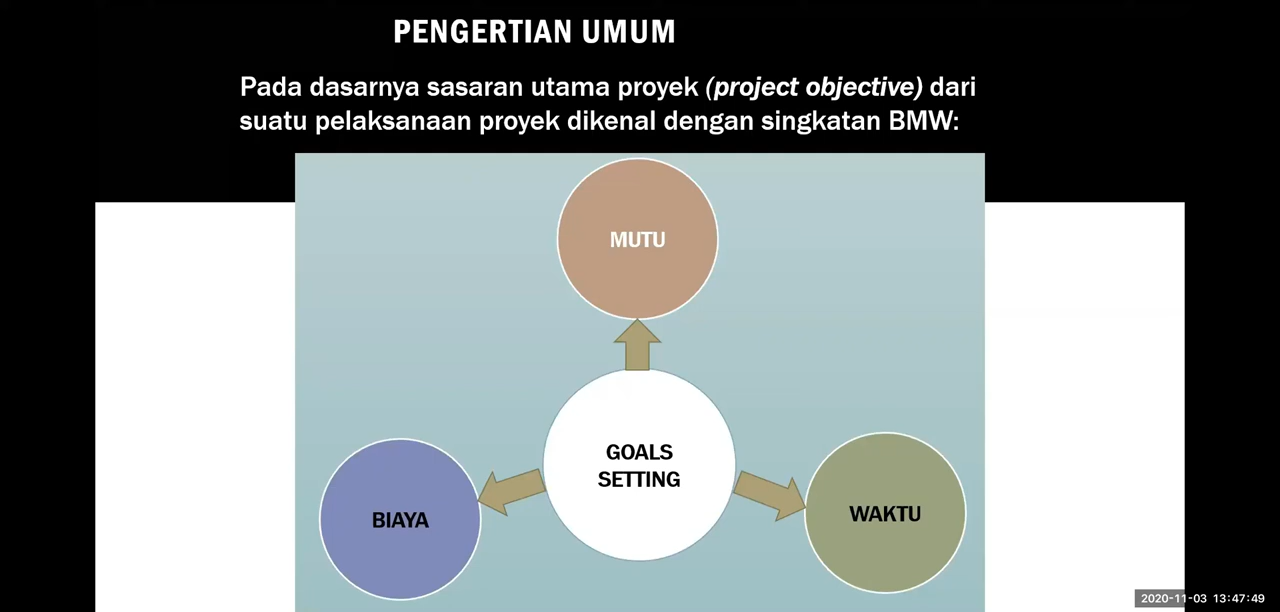 PENGERTIAN UMUM
Pada dasarnya sasaran utama proyek (project objective) dari
suatu pelaksanaan proyek dikenal dengan singkatan BMW:
MUTU
GOALS
SETTING
BIAYA
WAKTU
2020-11-03 13:47:49